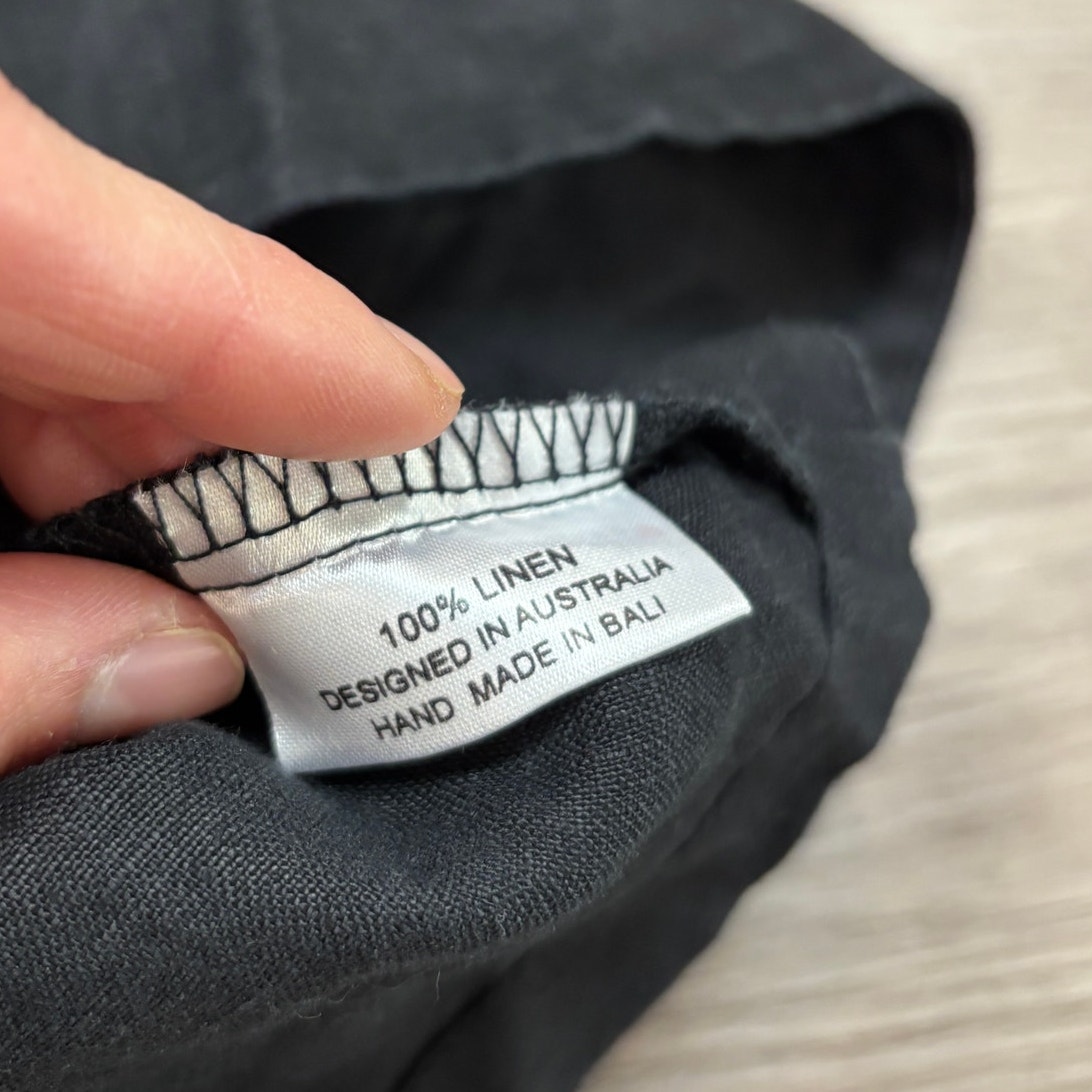 100% LINEN
DESIGNED IN AUSTRALIA
HAND MADE IN BALI